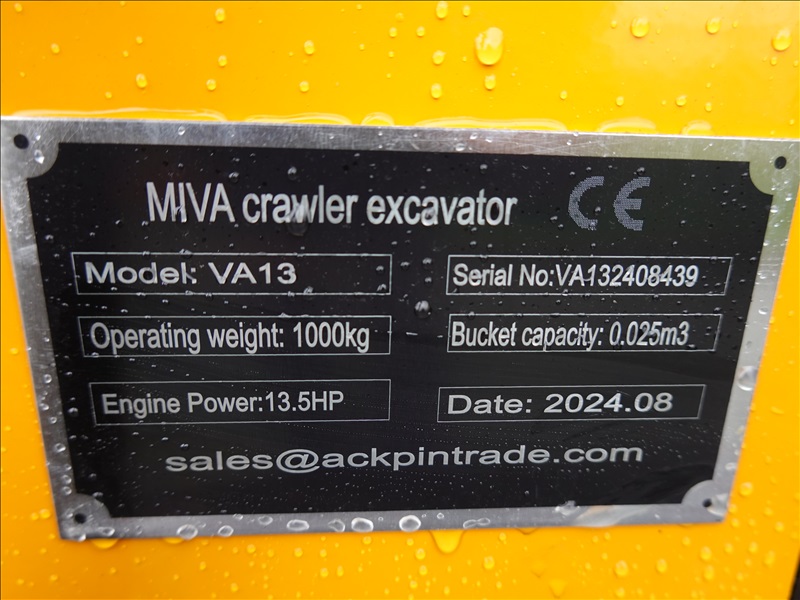 MIVA crawler excavator CE
Model: VA13
Serial No:VA132408439
Operating weight: 1000kg
Bucket capacity: 0.025m3
Engine Power:13.5HP
Date: 2024.08
sales@ackpintrade.com